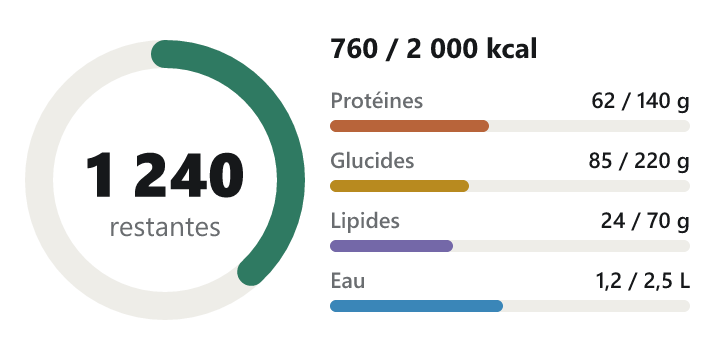 1 240
restantes
760 / 2 000 kcal
Protéines 62 / 140 g
Glucides 85 / 220 g
Lipides 24 / 70 g
Eau 1,2 / 2,5 L